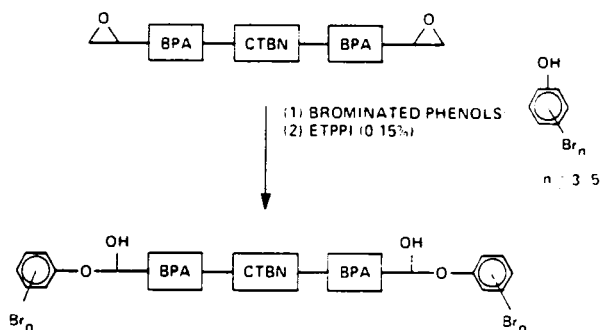 O
O
BPA
CTBN
BPA
OH
Br n
n : 3 5
(1) BROMINATED PHENOLS
(2) ETPPI (0 15%)
OH
OH
O
BPA
CTBN
BPA
O
Br n
Br n